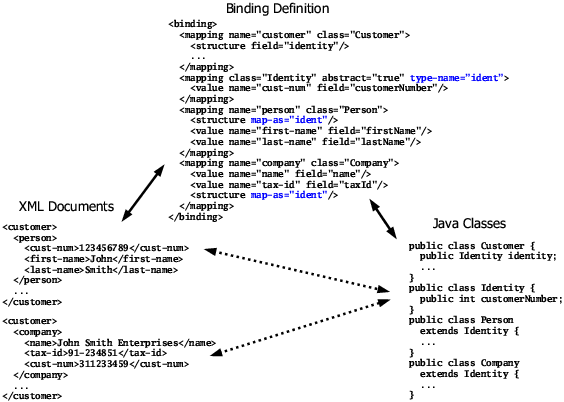 Binding Definition
<binding>
  <mapping name="customer" class="Customer">
    <structure field="identity"/>
    ...
  </mapping>
  <mapping class="Identity" abstract="true" type-name="ident">
    <value name="cust-num" field="customerNumber"/>
  </mapping>
  <mapping name="person" class="Person">
    <structure map-as="ident"/>
    <value name="first-name" field="firstName"/>
    <value name="last-name" field="lastName"/>
  </mapping>
  <mapping name="company" class="Company">
    <value name="name" field="name"/>
    <value name="tax-id" field="taxId"/>
    <structure map-as="ident"/>
  </mapping>
</binding>
XML Documents
<customer>
  <person>
    <cust-num>123456789</cust-num>
    <first-name>John</first-name>
    <last-name>Smith</last-name>
  </person>
  ...
</customer>
<customer>
  <company>
    <name>John Smith Enterprises</name>
    <tax-id>91-234851</tax-id>
    <cust-num>311233459</cust-num>
  </company>
  ...
</customer>
Java Classes
public class Customer {
  public Identity identity;
  ...
}
public class Identity {
  public int customerNumber;
}
public class Person
  extends Identity {
  ...
}
public class Company
  extends Identity {
  ...
}